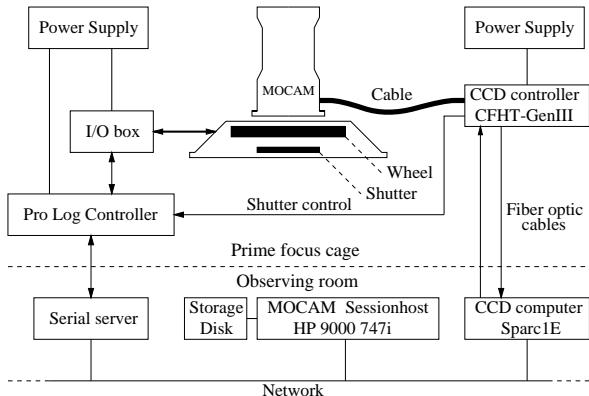 Power Supply
Power Supply
MOCAM
Cable
CCD controller
CFHT-GenIII
I/O box
Wheel
Shutter
Pro Log Controller
Shutter control
Fiber optic
cables
Prime focus cage
Observing room
Serial server
Storage
Disk
MOCAM Sessionhost
HP 9000 747i
CCD computer
Sparc1E
Network